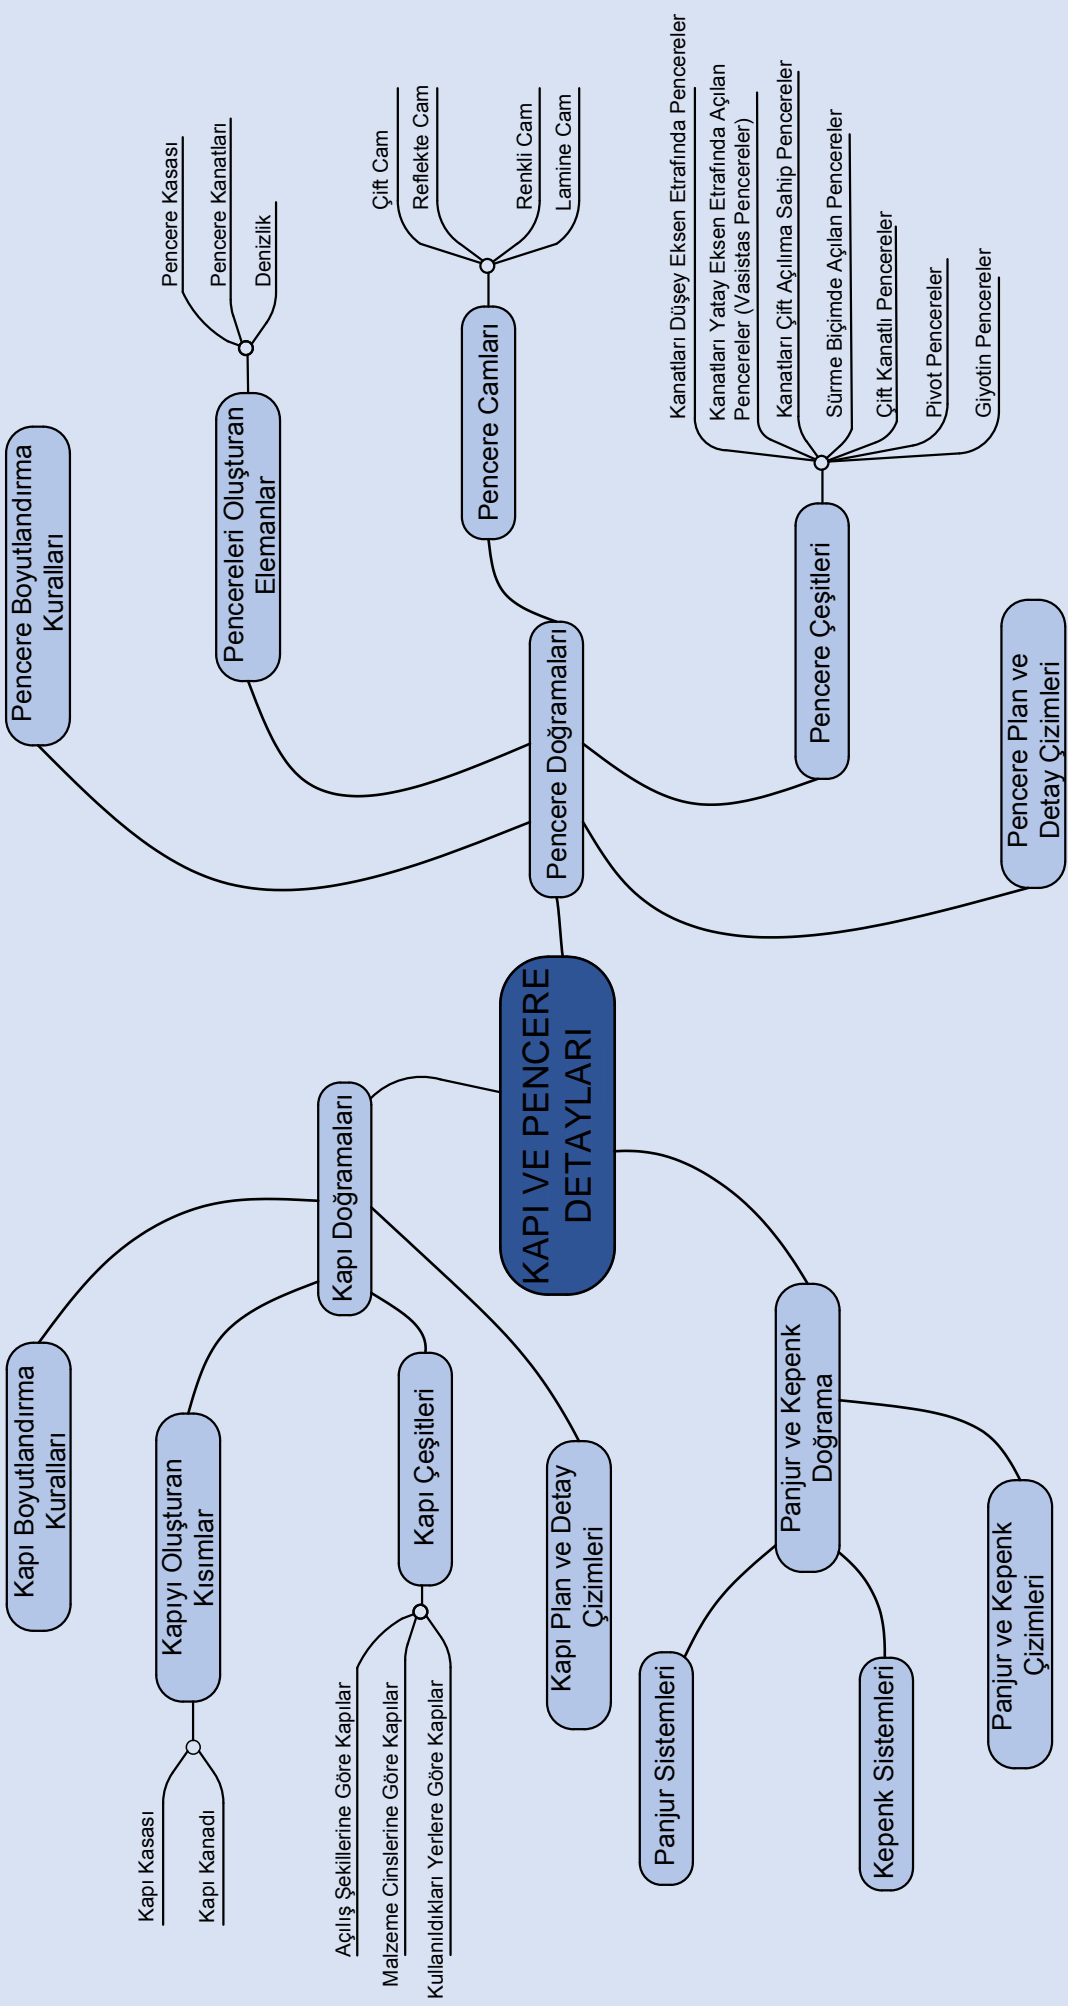 KAPI VE PENCERE
DETAYLARI
Kapı Doğramaları
Kapı Boyutlandırma
Kuralları
Kapıyı Oluşturan
Kısımlar
Kapı Kasası
Kapı Kanadı
Kapı Çeşitleri
Açılış Şekillerine Göre Kapılar
Malzeme Cinslerine Göre Kapılar
Kullanıldıkları Yerlere Göre Kapılar
Kapı Plan ve Detay
Çizimleri
Pencere Doğramaları
Pencere Boyutlandırma
Kuralları
Pencereleri Oluşturan
Elemanlar
Pencere Kasası
Pencere Kanatları
Denizlik
Pencere Camları
Çift Cam
Reflekte Cam
Renkli Cam
Lamine Cam
Pencere Çeşitleri
Kanatları Düşey Eksen Etrafında Pencereler
Kanatları Yatay Eksen Etrafında Açılan
Pencereler (Vasistas Pencereler)
Kanatları Çift Açılıma Sahip Pencereler
Sürme Biçimde Açılan Pencereler
Çift Kanatlı Pencereler
Pivot Pencereler
Giyotin Pencereler
Pencere Plan ve
Detay Çizimleri
Panjur ve Kepenk
Doğrama
Panjur Sistemleri
Kepenk Sistemleri
Panjur ve Kepenk
Çizimleri